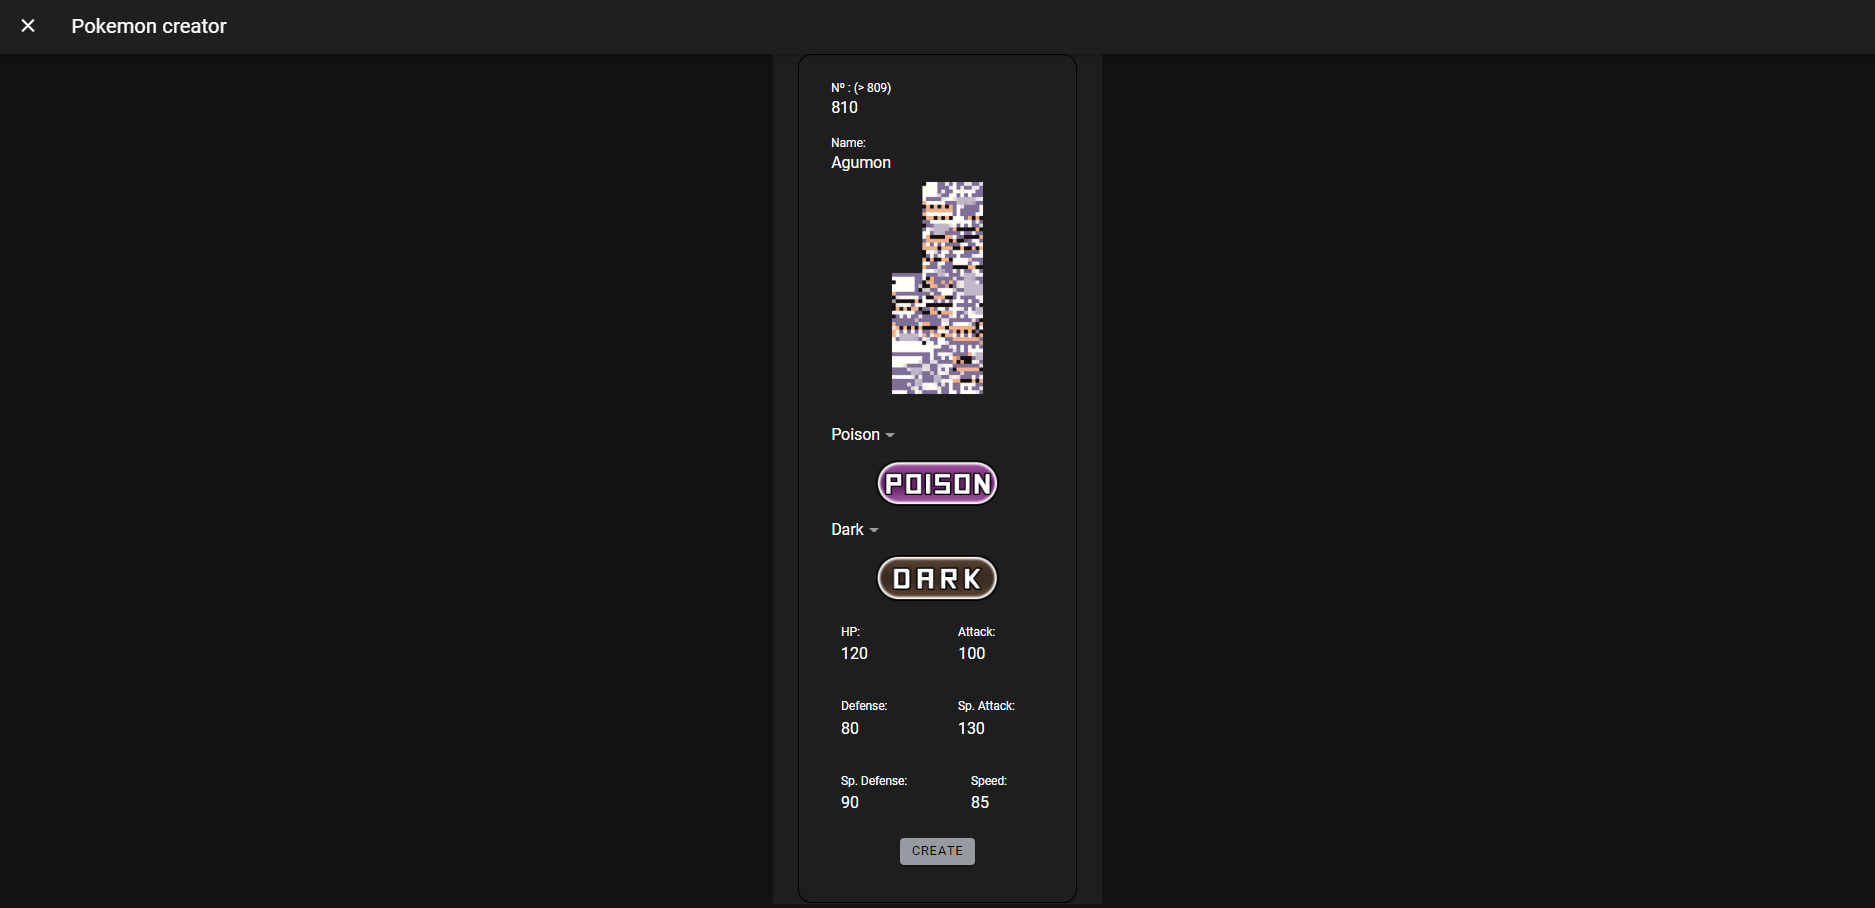 Pokemon creator
Nº : (> 809)
810
Name:
Agumon
Poison
POISON
Dark
DARK
HP: Attack:
120 100
Defense: Sp. Attack:
80 130
Sp. Defense: Speed:
90 85
CREATE